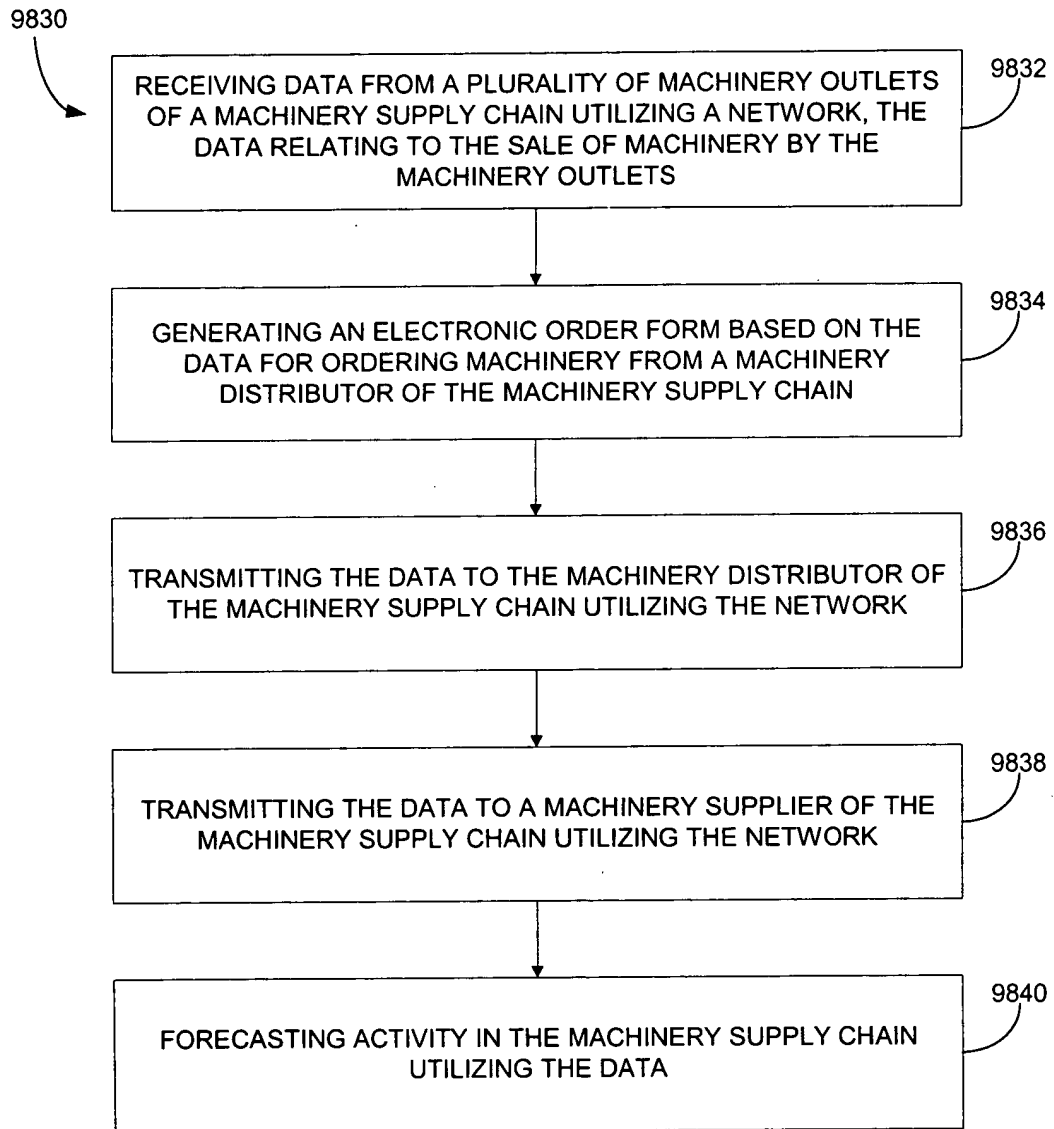 9830
9832
RECEIVING DATA FROM A PLURALITY OF MACHINERY OUTLETS
OF A MACHINERY SUPPLY CHAIN UTILIZING A NETWORK, THE
DATA RELATING TO THE SALE OF MACHINERY BY THE
MACHINERY OUTLETS
9834
GENERATING AN ELECTRONIC ORDER FORM BASED ON THE
DATA FOR ORDERING MACHINERY FROM A MACHINERY
DISTRIBUTOR OF THE MACHINERY SUPPLY CHAIN
9836
TRANSMITTING THE DATA TO THE MACHINERY DISTRIBUTOR OF
THE MACHINERY SUPPLY CHAIN UTILIZING THE NETWORK
9838
TRANSMITTING THE DATA TO A MACHINERY SUPPLIER OF THE
MACHINERY SUPPLY CHAIN UTILIZING THE NETWORK
9840
FORECASTING ACTIVITY IN THE MACHINERY SUPPLY CHAIN
UTILIZING THE DATA